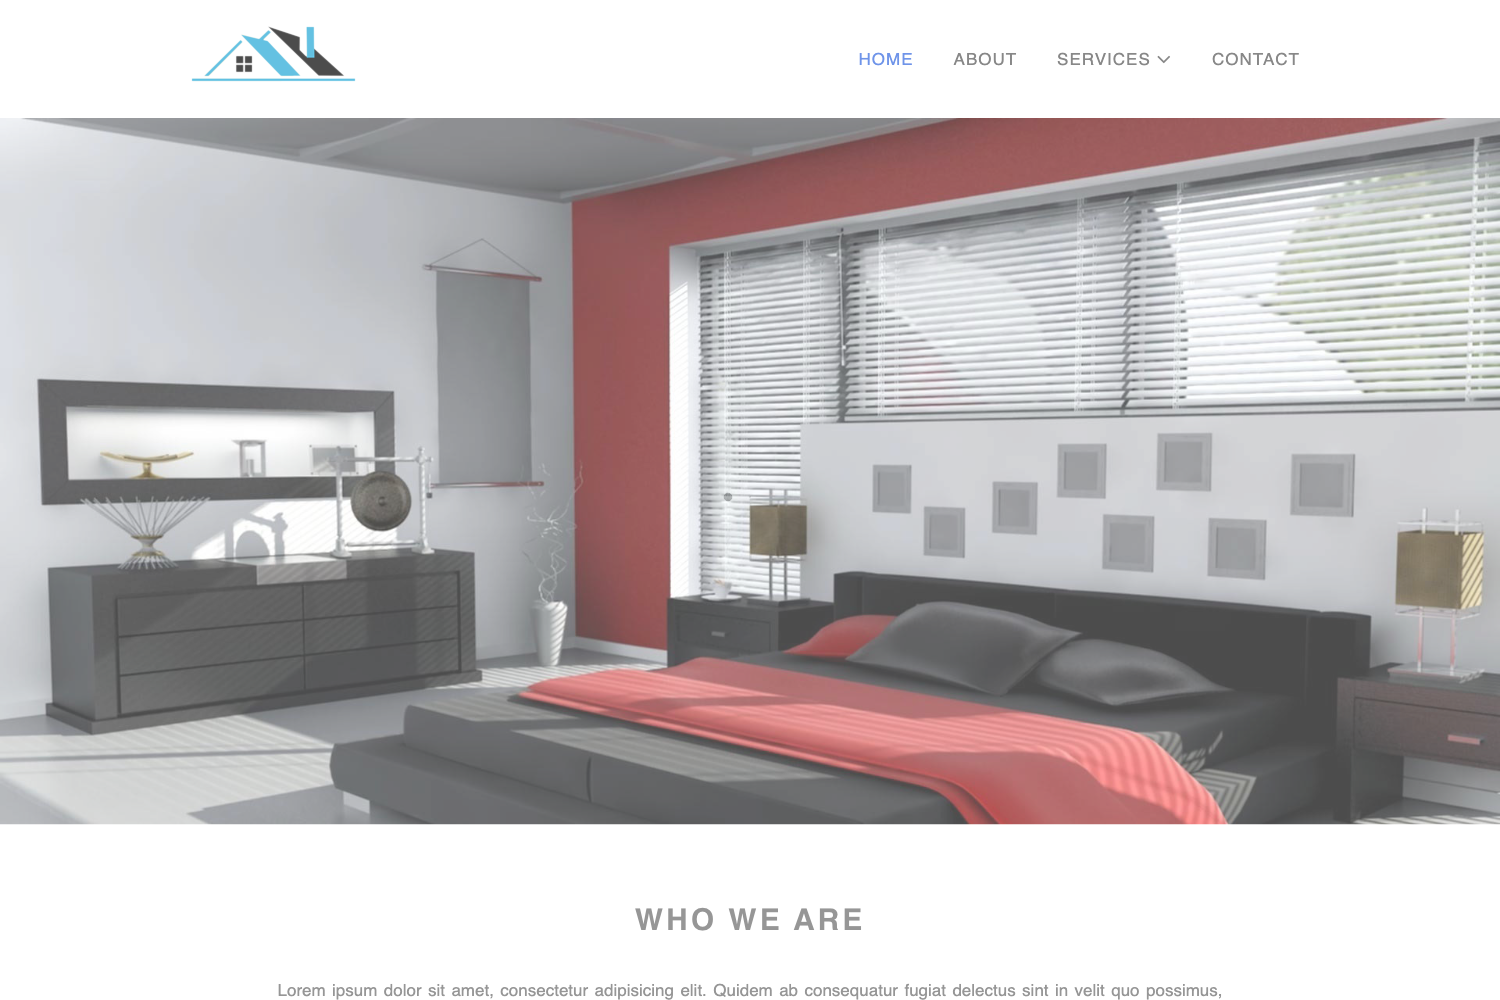 HOME ABOUT SERVICES CONTACT
WHO WE ARE
Lorem ipsum dolor sit amet, consectetur adipisicing elit. Quidem ab consequatur fugiat delectus sint in velit quo possimus,